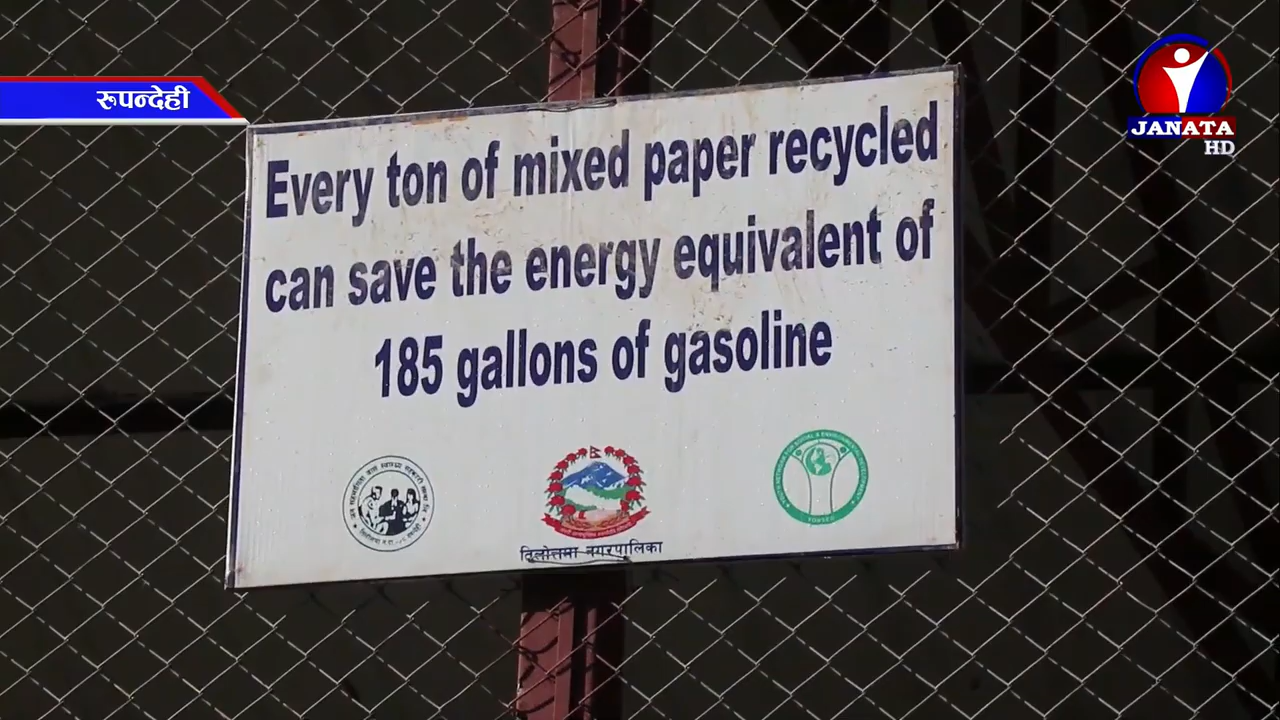 रुपन्देही
JANATA
HD
Every ton of mixed paper recycled
can save the energy equivalent of
185 gallons of gasoline
तिलोत्तमा नगरपालिका